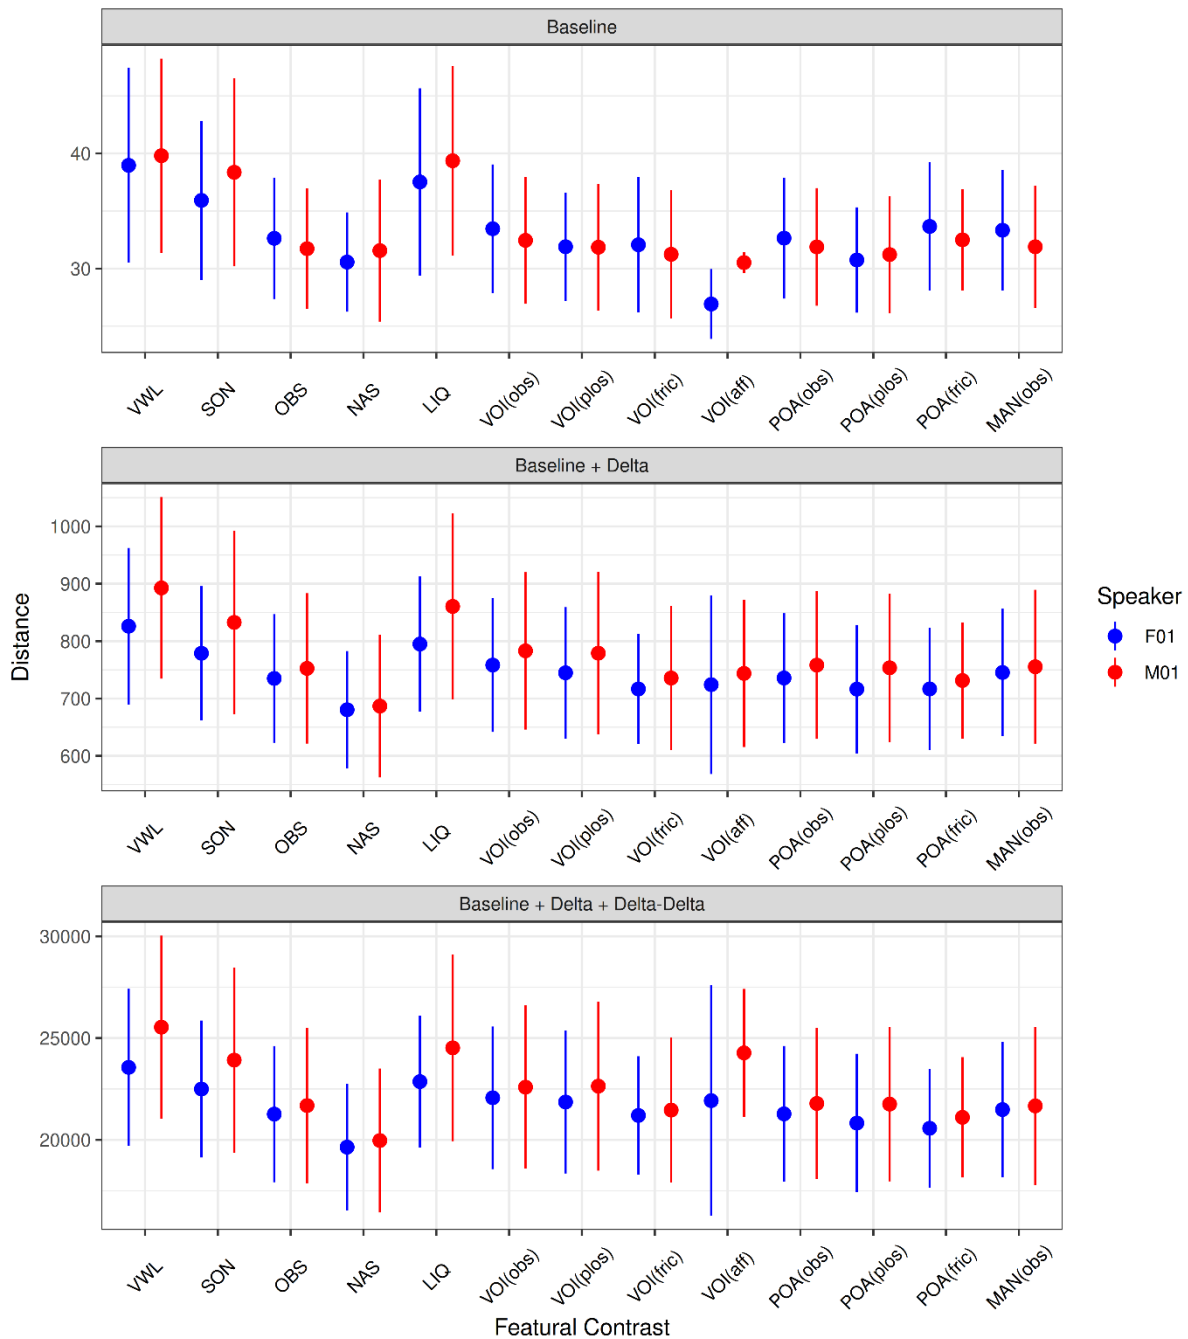 Baseline
40
30
VWL SON OBS NAS LIQ VOI(obs) VOI(plos) VOI(fric) VOI(aff) POA(obs) POA(plos) POA(fric) MAN(obs)
Baseline + Delta
1000
900
800
700
600
VWL SON OBS NAS LIQ VOI(obs) VOI(plos) VOI(fric) VOI(aff) POA(obs) POA(plos) POA(fric) MAN(obs)
Baseline + Delta + Delta-Delta
30000
25000
20000
VWL SON OBS NAS LIQ VOI(obs) VOI(plos) VOI(fric) VOI(aff) POA(obs) POA(plos) POA(fric) MAN(obs)
Featural Contrast
Distance
Speaker
F01
M01